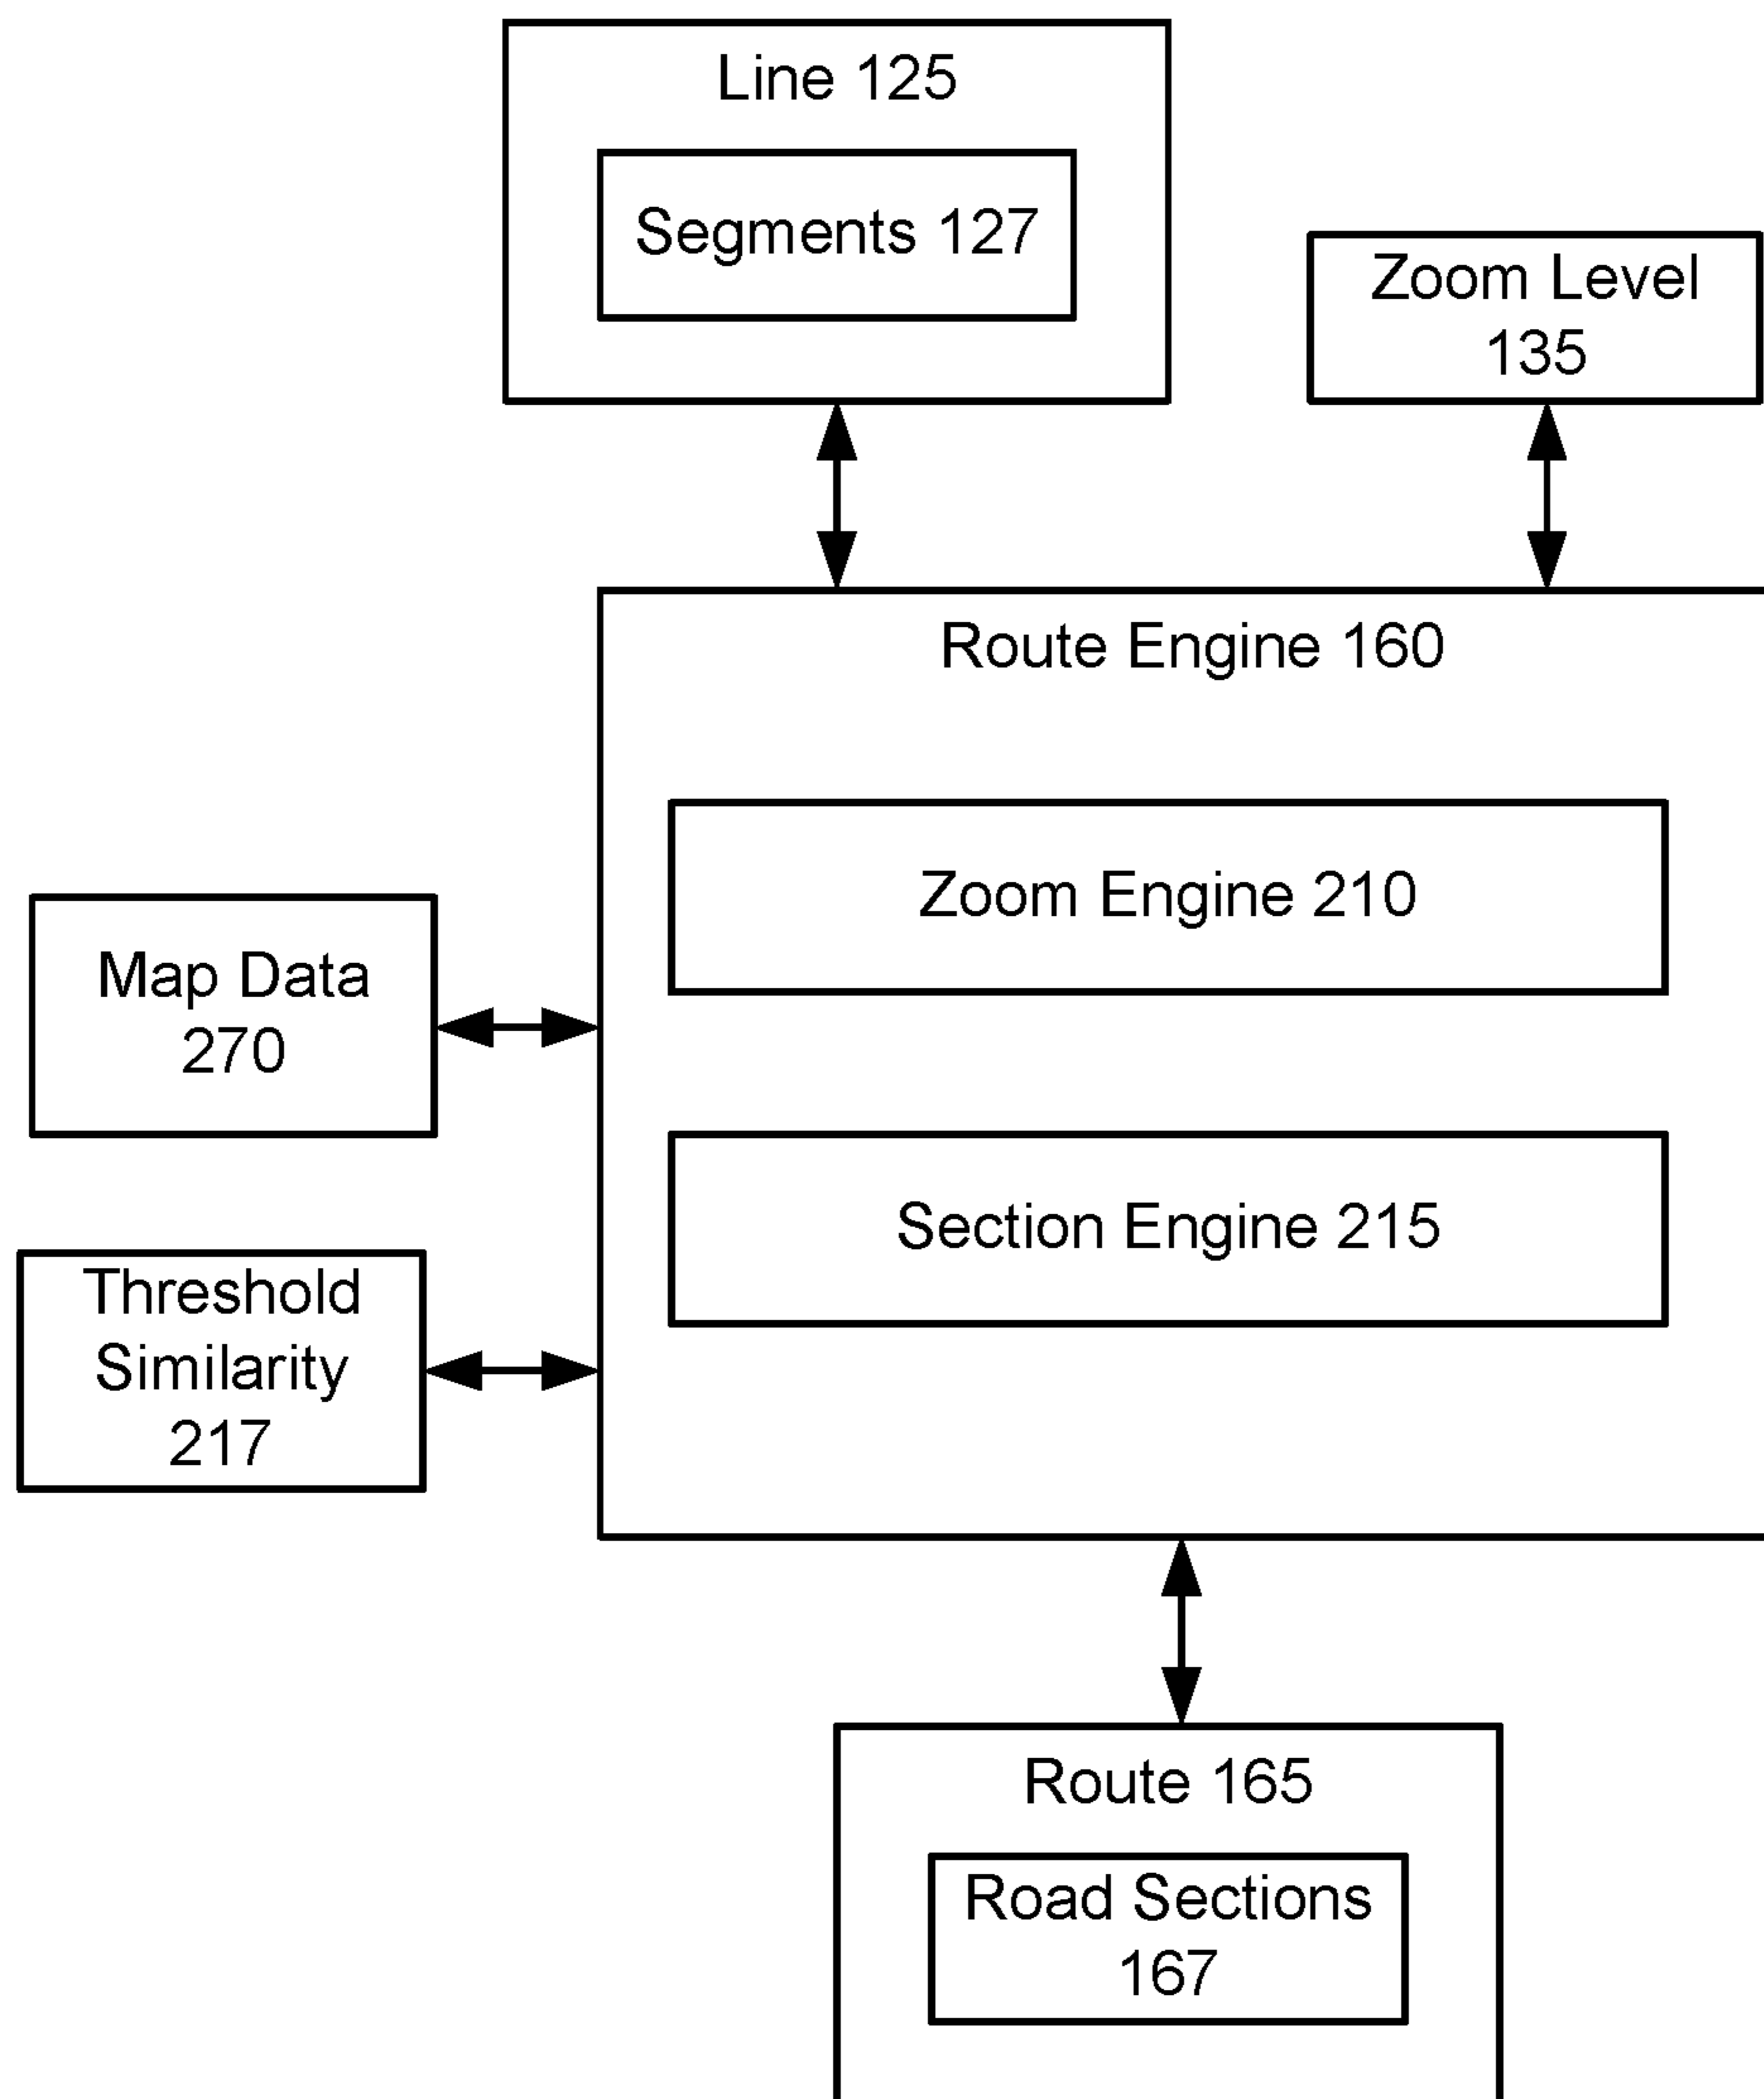 Line 125
Segments 127
Zoom Level
135
Route Engine 160
Zoom Engine 210
Map Data
270
Section Engine 215
Threshold
Similarity
217
Route 165
Road Sections
167